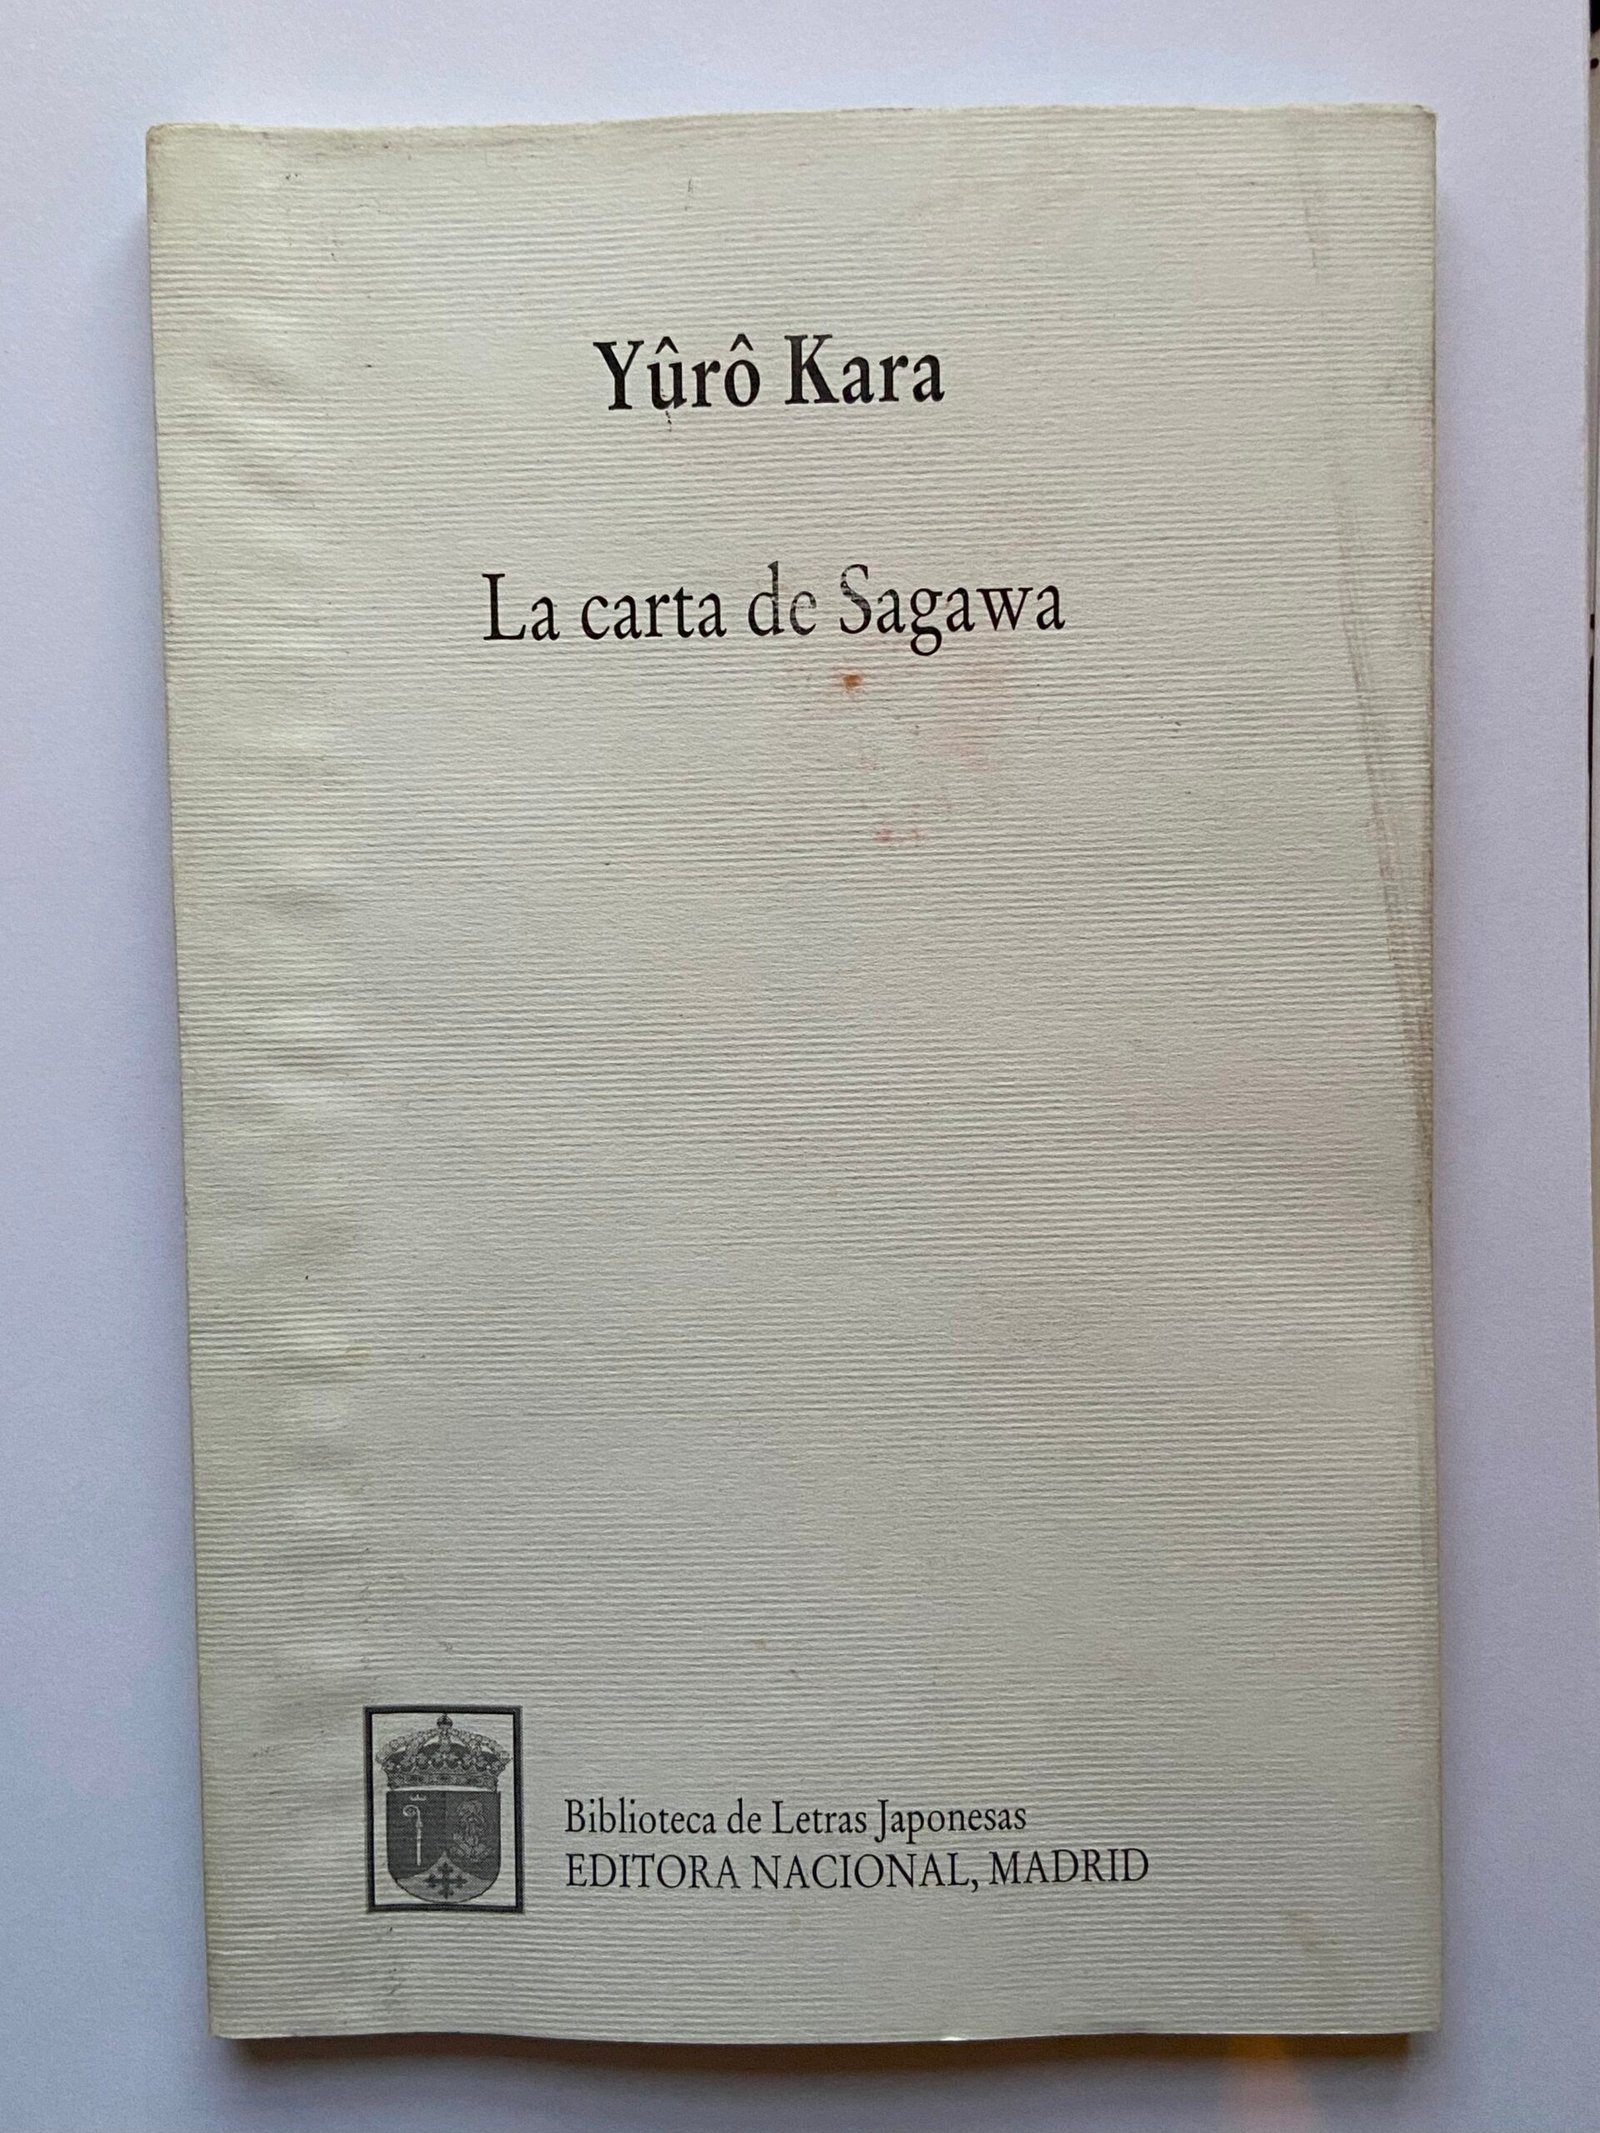 Yûrô Kara
La carta de Sagawa
Biblioteca de Letras Japonesas
EDITORA NACIONAL, MADRID